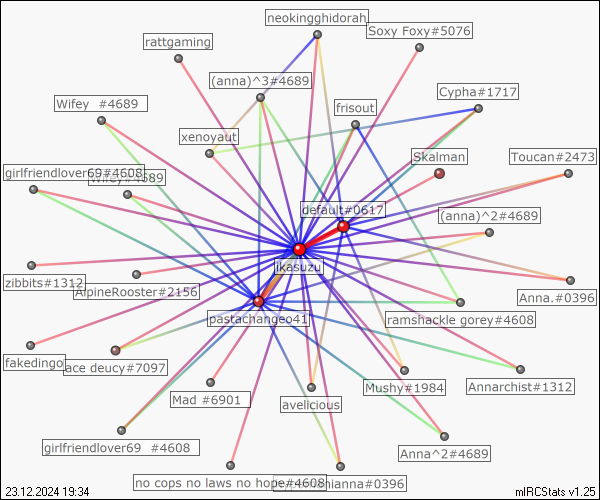 neokingghidorah
Soxy Foxy#5076
rattgaming
(anna)^3#4689
Cypha#1717
Wifey  #4689
frisout
xenoyaut
Skalman
Toucan#2473
girlfriendlover69#4608
Wifey#4689
default#0617
(anna)^2#4689
jkasuzu
zibbits#1312
AlpineRooster#2156
Anna.#0396
pastachangeo41
ramshackle gorey#4608
fakedingo
ace deucy#7097
Mushy#1984
Annarchist#1312
Mad #6901
avelicious
girlfriendlover69  #4608
Anna^2#4689
no cops no laws no hope#4608
hianna#0396
23.12.2024 19:34
mIRCStats v1.25